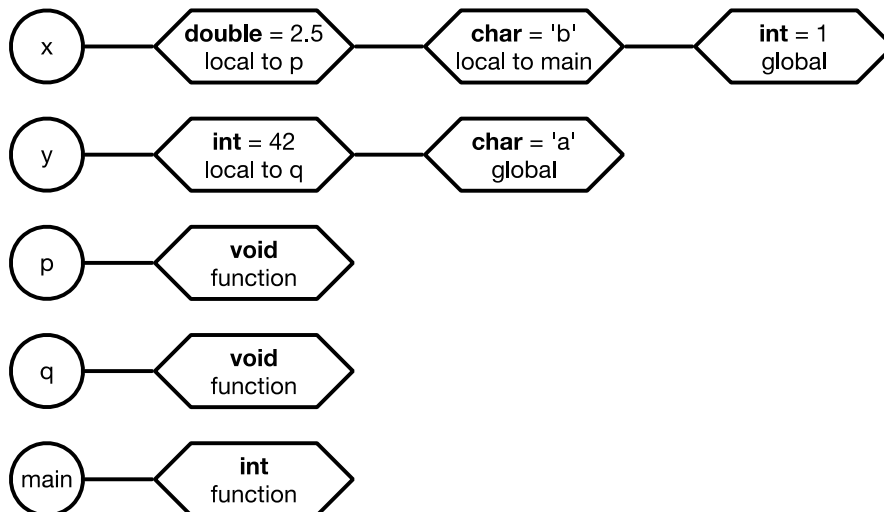 x
double = 2.5
local to p
char = 'b'
local to main
int = 1
global
y
int = 42
local to q
char = 'a'
global
p
void
function
q
void
function
main
int
function